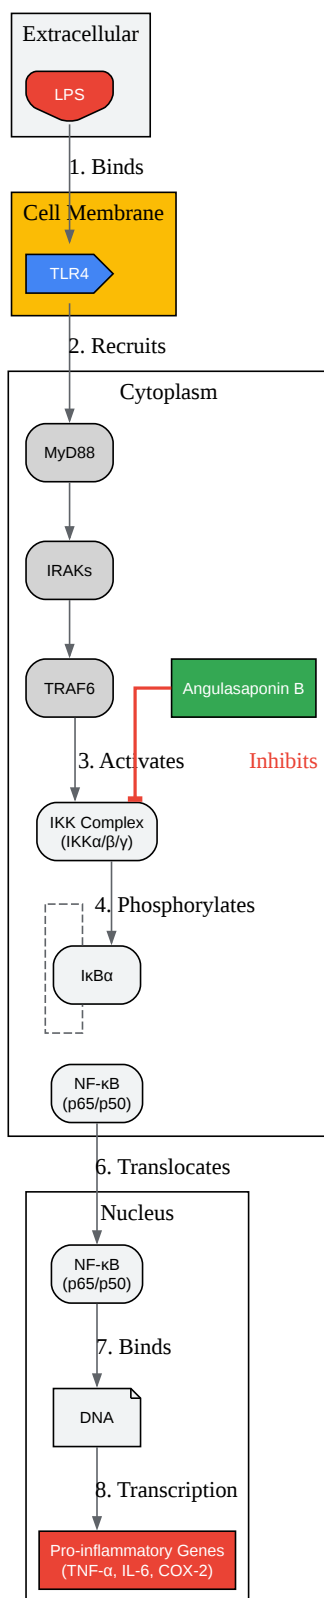 Extracellular
LPS
1. Binds
Cell Membrane
TLR4
2. Recruits
Cytoplasm
MyD88
IRAKs
TRAF6
Angulasaponin B
3. Activates
Inhibits
IKK Complex
(IKKα/β/γ)
4. Phosphorylates
IκBα
NF-κB
(p65/p50)
6. Translocates
Nucleus
NF-κB
(p65/p50)
7. Binds
DNA
8. Transcription
Pro-inflammatory Genes
(TNF-α, IL-6, COX-2)